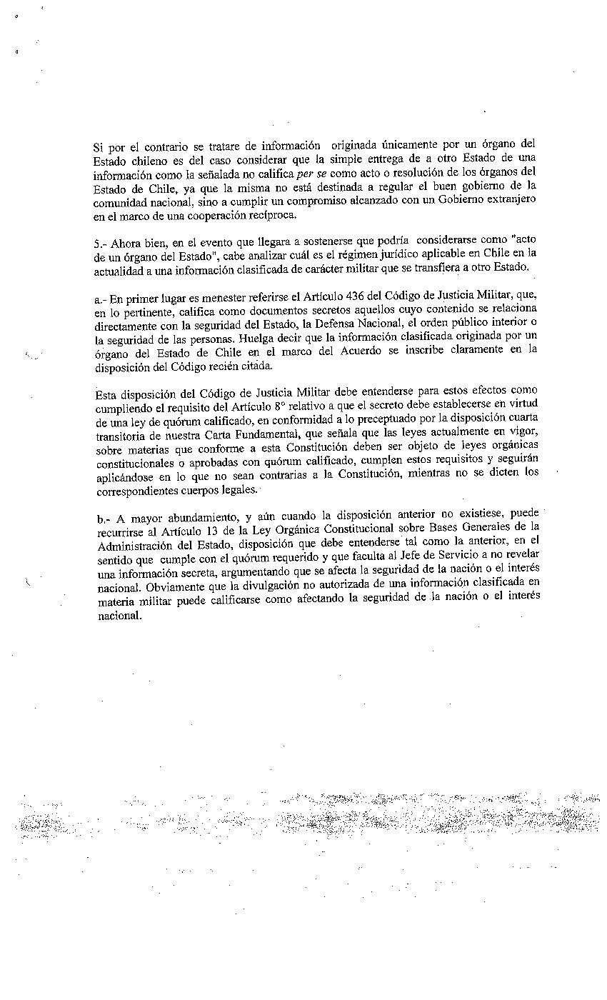 Si por el contrario se tratare de información originada únicamente por un órgano del
Estado chileno es del caso considerar que la simple entrega de a otro Estado de una
información como la señalada no califica per se como acto o resolución de los órganos del
Estado de Chile, ya que la misma no está destinada a regular el buen gobierno de la
comunidad nacional, sino a cumplir un compromiso alcanzado con un Gobierno extranjero
en el marco de una cooperación recíproca.
5.- Ahora bien, en el evento que llegara a sostenerse que podría considerarse como "acto
de un órgano del Estado", cabe analizar cuál es el régimen jurídico aplicable en Chile en la
actualidad a una información clasificada de carácter militar que se transfiera a otro Estado.
a.- En primer lugar es menester referirse el Artículo 436 del Código de Justicia Militar, que,
en lo pertinente, califica como documentos secretos aquellos cuyo contenido se relaciona
directamente con la seguridad del Estado, la Defensa Nacional, el orden público interior o
la seguridad de las personas. Huelga decir que la información clasificada originada por un
órgano del Estado de Chile en el marco del Acuerdo se inscribe claramente en la
disposición del Código recién citada.
Esta disposición del Código de Justicia Militar debe entenderse para estos efectos como
cumpliendo el requisito del Artículo 8° relativo a que el secreto debe establecerse en virtud
de una ley de quórum calificado, en conformidad a lo preceptuado por la disposición cuarta
transitoria de nuestra Carta Fundamental, que señala que las leyes actualmente en vigor,
sobre materias que conforme a esta Constitución deben ser objeto de leyes orgánicas
constitucionales o aprobadas con quórum calificado, cumplen estos requisitos y seguirán
aplicándose en lo que no sean contrarias a la Constitución, mientras no se dicten los
correspondientes cuerpos legales.
b.- A mayor abundamiento, y aún cuando la disposición anterior no existiese, puede
recurrirse al Artículo 13 de la Ley Orgánica Constitucional sobre Bases Generales de la
Administración del Estado, disposición que debe entenderse tal como la anterior, en el
sentido que cumple con el quórum requerido y que faculta al Jefe de Servicio a no revelar
una información secreta, argumentando que se afecta la seguridad de la nación o el interés
nacional. Obviamente que la divulgación no autorizada de una información clasificada en
materia militar puede calificarse como afectando la seguridad de la nación o el interés
nacional.